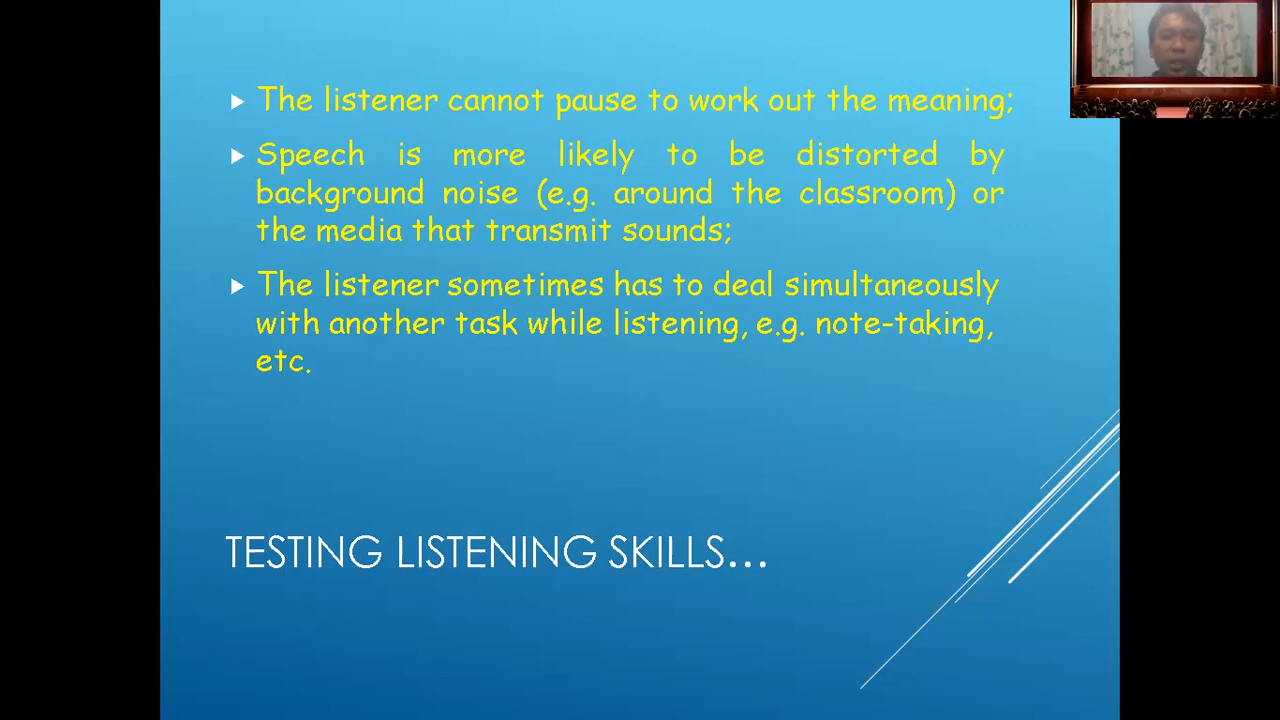 The listener cannot pause to work out the meaning;
Speech is more likely to be distorted by
background noise (e.g. around the classroom) or
the media that transmit sounds;
The listener sometimes has to deal simultaneously
with another task while listening, e.g. note-taking,
etc.
TESTING LISTENING SKILLS...